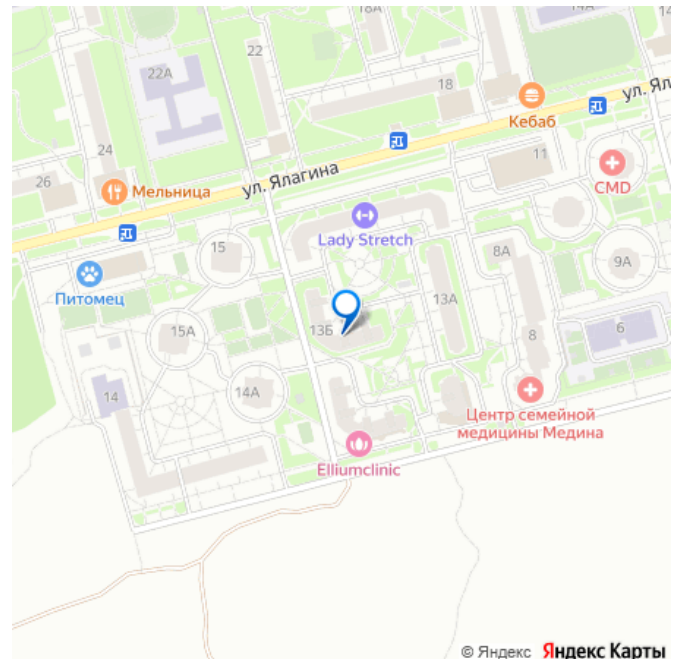 18А
14А
14
22
22А
18
ул. Ял
Кебаб
24
11
26
Мельница
ул. Ялагина
CMD
Lady Stretch
15
8А
9А
Питомец
13А
13Б
15А
8
6
14
14А
Центр семейной
медицины Медина
Elliumclinic
© Яндекс Яндекс Карты